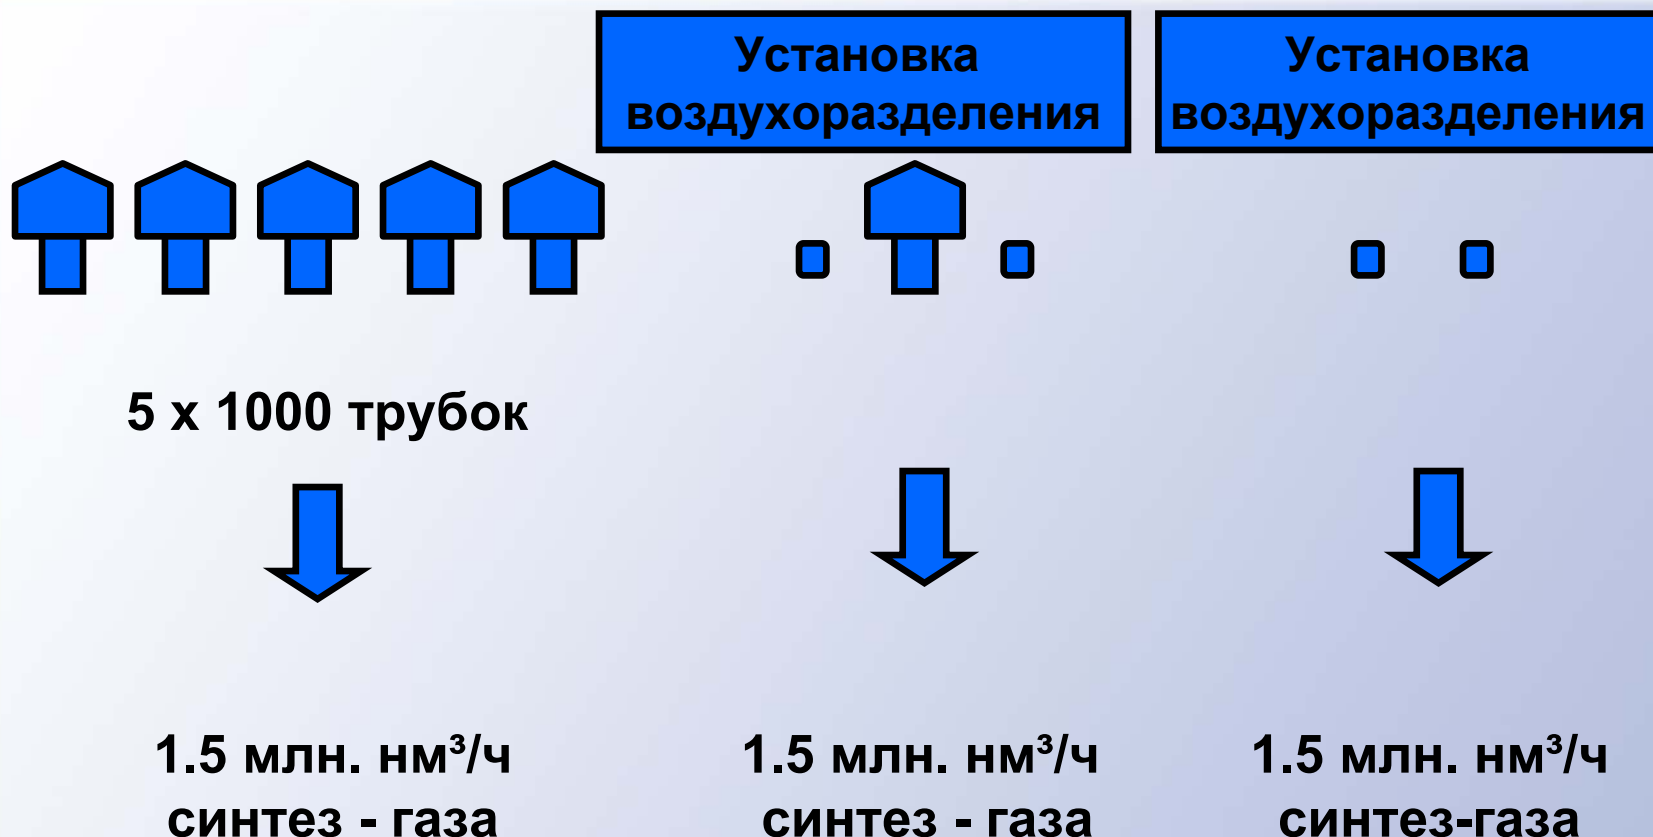 Установка
воздухоразделения
Установка
воздухоразделения
5 х 1000 трубок
1.5 млн. нм³/ч
синтез - газа
1.5 млн. нм³/ч
синтез - газа
1.5 млн. нм³/ч
синтез-газа